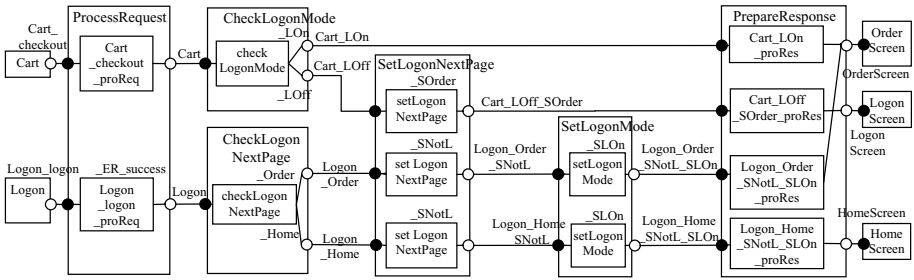 ProcessRequest
CheckLogonMode
PrepareResponse
Cart_
checkout
Cart
Cart
_checkout
_proReq
Cart
check
LogonMode
_LOn
Cart_LOn
_LOff
Cart_LOff
SetLogonNextPage
_SOrder
setLogon
NextPage
Cart_LOff_SOrder
Cart_LOn
_proRes
Order
Screen
OrderScreen
Cart_LOff
_SOrder_proRes
Logon
Screen
Logon
Screen
CheckLogon
NextPage
SetLogonMode
Logon_logon
Logon
_ER_success
Logon
_logon
_proReq
Logon
checkLogon
NextPage
_Order
Logon
_Order
_Home
Logon
_Home
_SNotL
set Logon
NextPage
Logon_Order
_SNotL
_SLOn
setLogon
Mode
Logon_Order
_SNotL_SLOn
Logon_Order
_SNotL_SLOn
_proRes
_SNotL
set Logon
NextPage
Logon_Home
SNotL
_SLOn
setLogon
Mode
Logon_Home
_SNotL_SLOn
Logon_Home
_SNotL_SLOn
_proRes
HomeScreen
Home
Screen